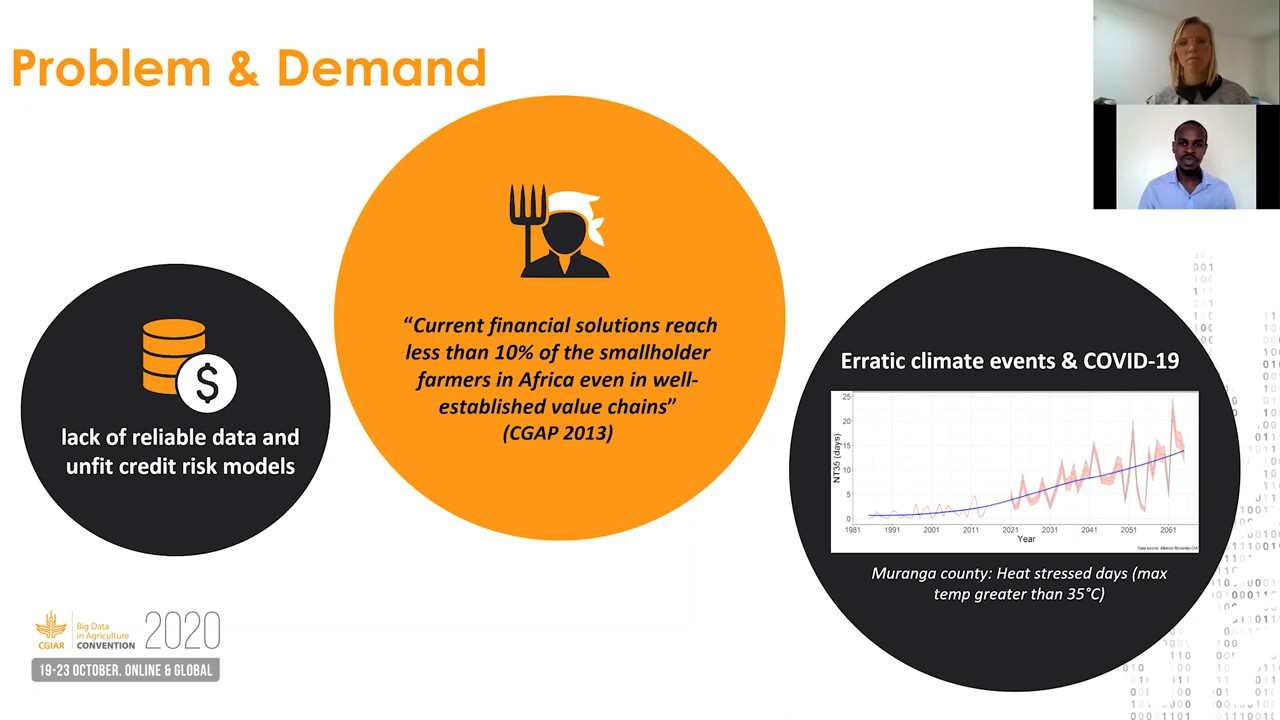 Problem & Demand
lack of reliable data and
unfit credit risk models
“Current financial solutions reach
less than 10% of the smallholder
farmers in Africa even in well-
established value chains”
(CGAP 2013)
Erratic climate events & COVID-19
NT35 (days)
25
20
15
10
5
0
1981 1991 2001 2011 2021 2031 2041 2051 2061
Year
Muranga county: Heat stressed days (max
temp greater than 35°C)
CGIAR
Big Data
in Agriculture
CONVENTION
2020
19-23 OCTOBER. ONLINE & GLOBAL